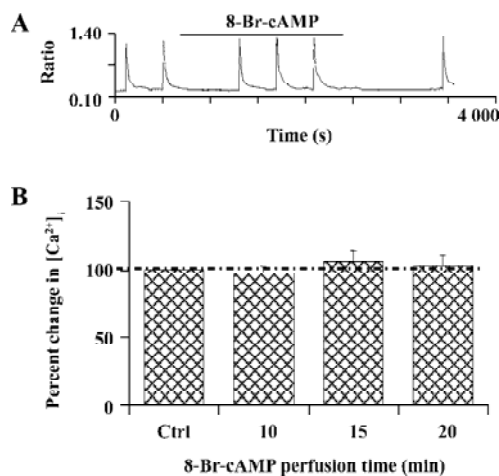 A
8-Br-cAMP
1.40
Ratio
0.10
0
4 000
Time (s)
B
150
Percent change in [Ca²⁺]ᵢ
100
50
0
Ctrl 10 15 20
8-Br-cAMP perfusion time (min)